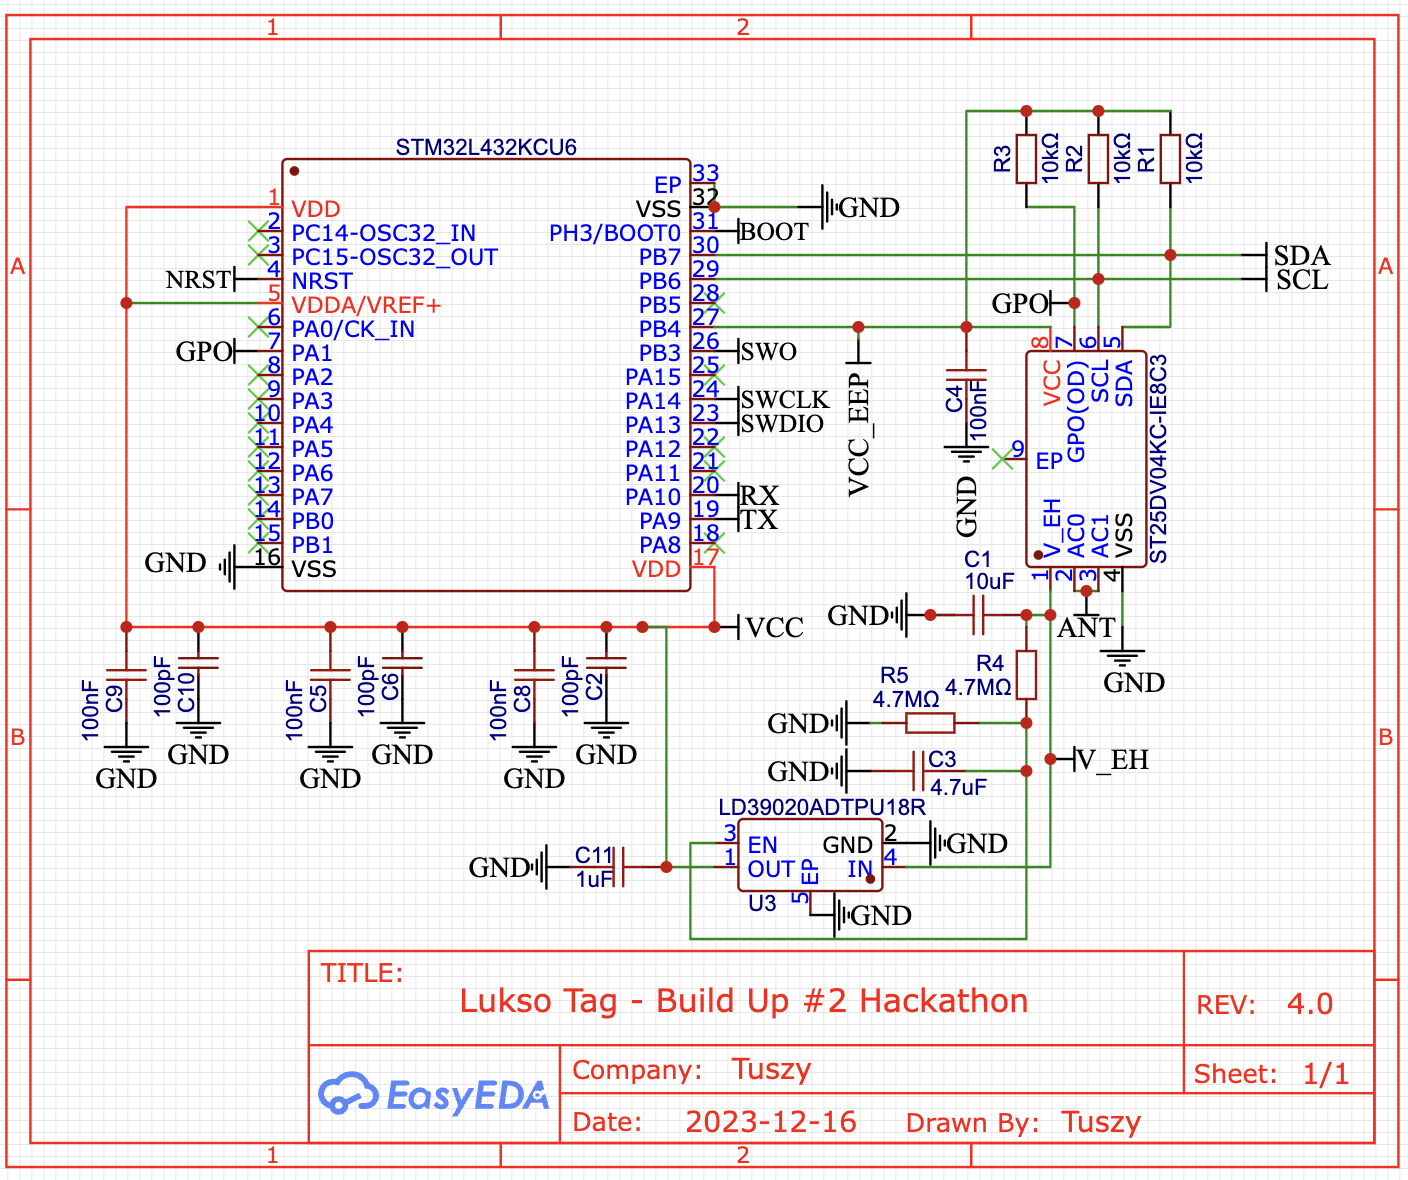 1
2
A
B
A
B
STM32L432KCU6
1 VDD
2 PC14-OSC32_IN
3 PC15-OSC32_OUT
NRST 4 NRST
5 VDDA/VREF+
6 PA0/CK_IN
GPO 7 PA1
8 PA2
9 PA3
10 PA4
11 PA5
12 PA6
13 PA7
14 PB0
15 PB1
GND 16 VSS
EP 33
VSS 32 GND
PH3/BOOT0 31 BOOT
PB7 30 SDA
PB6 29 SCL
PB5 28
PB4 27
PB3 26 SWO
PA15 25
PA14 24 SWCLK
PA13 23 SWDIO
PA12 22
PA11 21
PA10 20 RX
PA9 19 TX
PA8 18
VDD 17
VCC
VCC_EEP
R3 10kΩ
R2 10kΩ
R1 10kΩ
GPO
C4 100nF
GND
8 VCC
7 GPO(OD)
6 SCL
5 SDA
9 EP
V_EH 1
AC0 2
AC1 3
VSS 4
ST25DV04KC-IE8C3
ANT
GND
C1
10uF
GND
R4
4.7MΩ
R5
4.7MΩ
GND
C3
4.7uF
GND
V_EH
100nF C9
GND
100pF C10
GND
100nF C5
GND
100pF C6
GND
100nF C8
GND
100pF C2
GND
LD39020ADTPU18R
3 EN
1 OUT
GND 2 GND
IN 4
EP 5 GND
U3
GND
C11
1uF
TITLE:
Lukso Tag - Build Up #2 Hackathon
REV: 4.0
EasyEDA
Company: Tuszy
Sheet: 1/1
Date: 2023-12-16
Drawn By: Tuszy
1
2